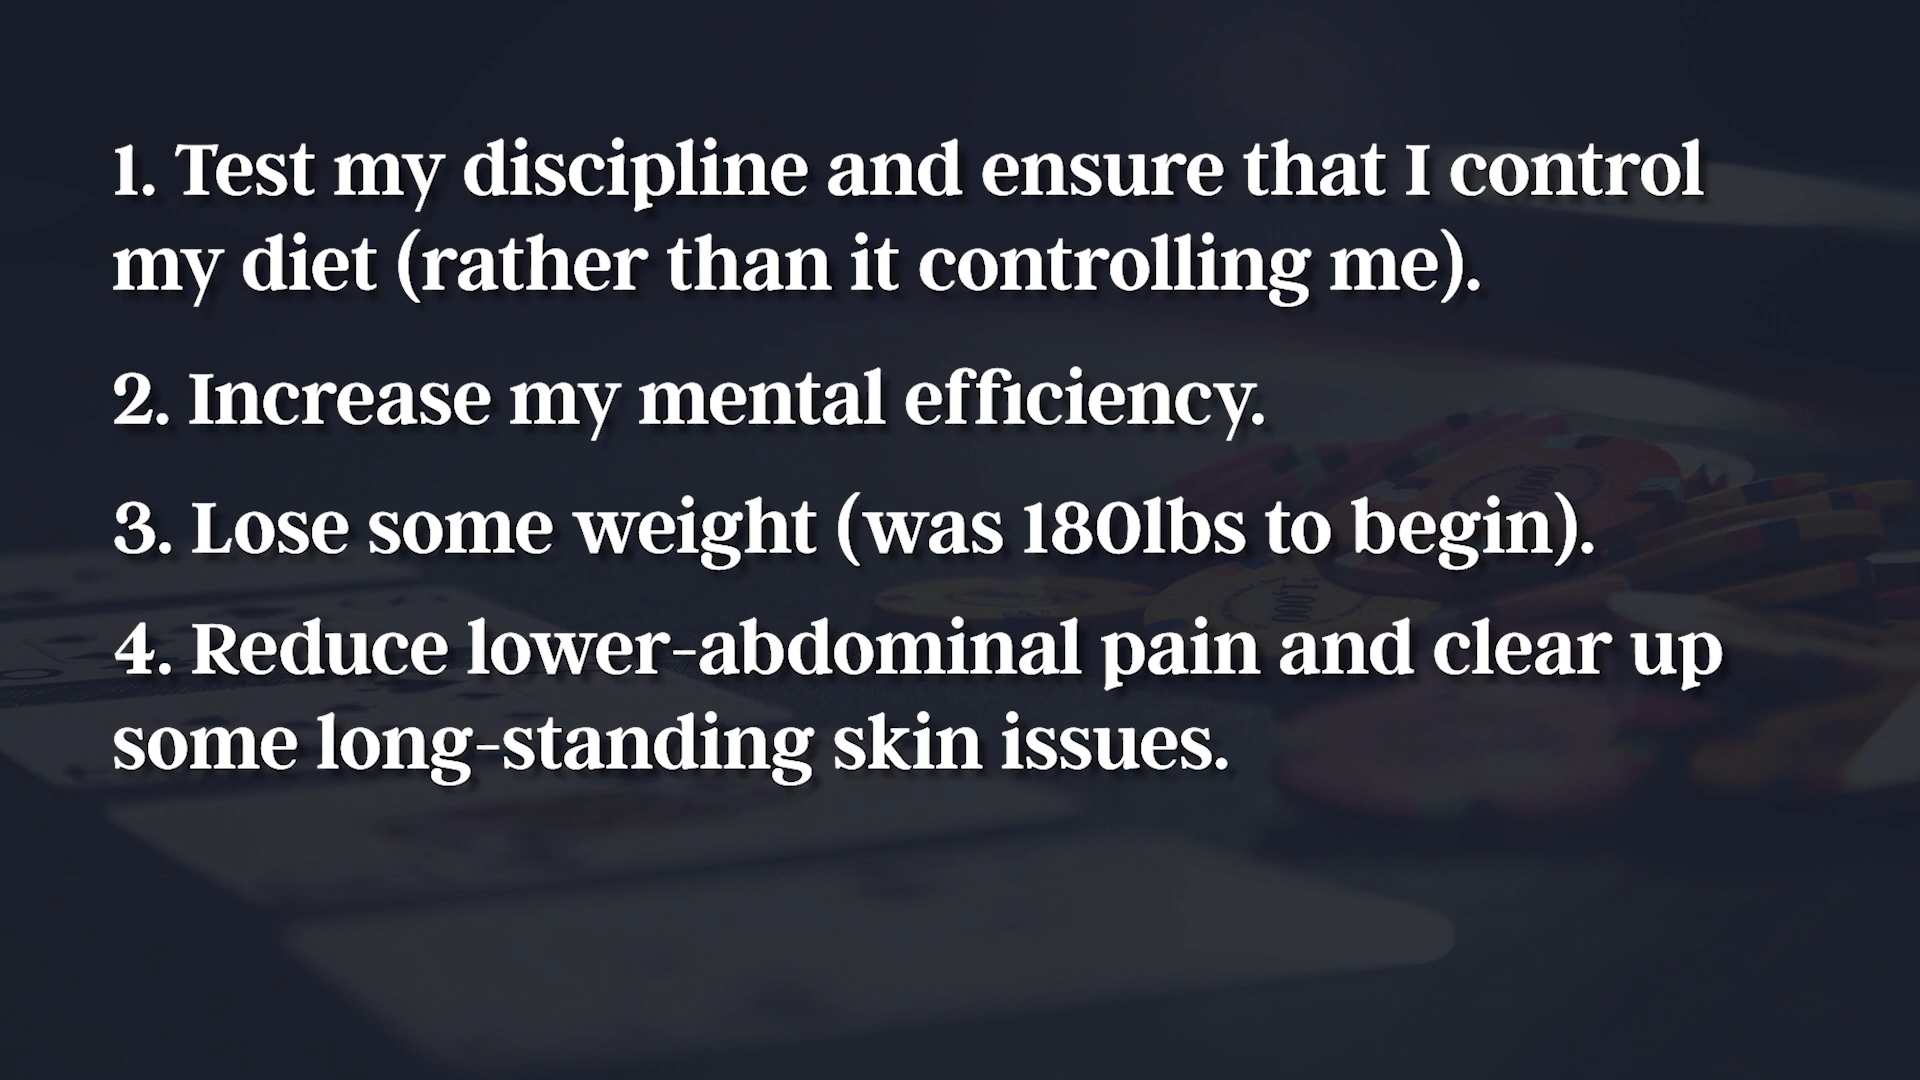 1. Test my discipline and ensure that I control
my diet (rather than it controlling me).
2. Increase my mental efficiency.
3. Lose some weight (was 180lbs to begin).
4. Reduce lower-abdominal pain and clear up
some long-standing skin issues.